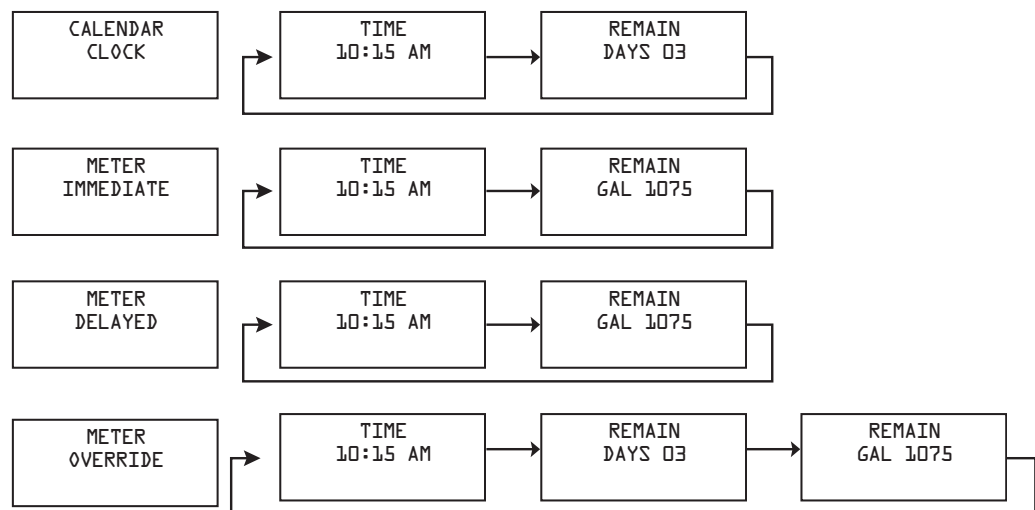 CALENDAR
CLOCK
TIME
10:15 AM
REMAIN
DAYS 03
METER
IMMEDIATE
TIME
10:15 AM
REMAIN
GAL 1075
METER
DELAYED
TIME
10:15 AM
REMAIN
GAL 1075
METER
OVERRIDE
TIME
10:15 AM
REMAIN
DAYS 03
REMAIN
GAL 1075